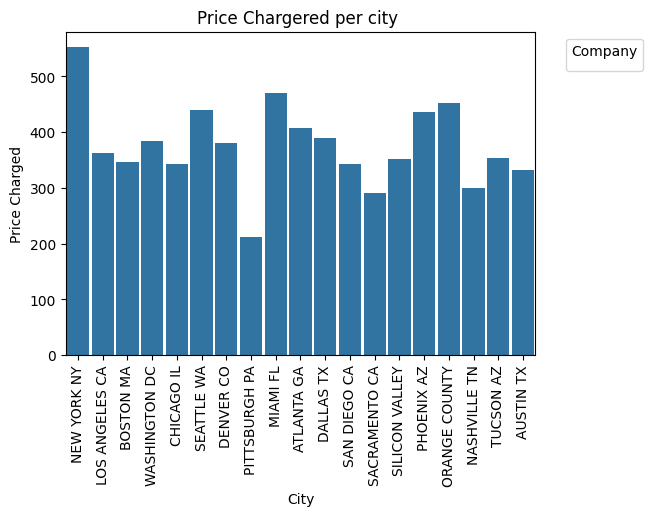 Price Chargered per city
Company
Price Charged
500
400
300
200
100
0
NEW YORK NY
LOS ANGELES CA
BOSTON MA
WASHINGTON DC
CHICAGO IL
SEATTLE WA
DENVER CO
PITTSBURGH PA
MIAMI FL
ATLANTA GA
DALLAS TX
SAN DIEGO CA
SACRAMENTO CA
SILICON VALLEY
PHOENIX AZ
ORANGE COUNTY
NASHVILLE TN
TUCSON AZ
AUSTIN TX
City